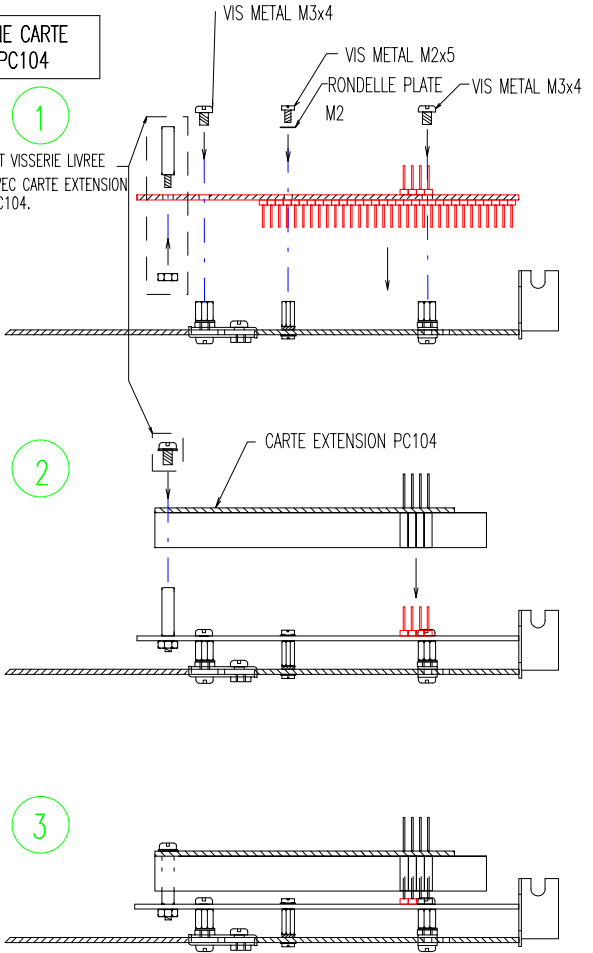 IE CARTE
PC104
VIS METAL M3x4
VIS METAL M2x5
RONDELLE PLATE
M2
VIS METAL M3x4
1
T VISSERIE LIVREE
VEC CARTE EXTENSION
C104.
2
CARTE EXTENSION PC104
3